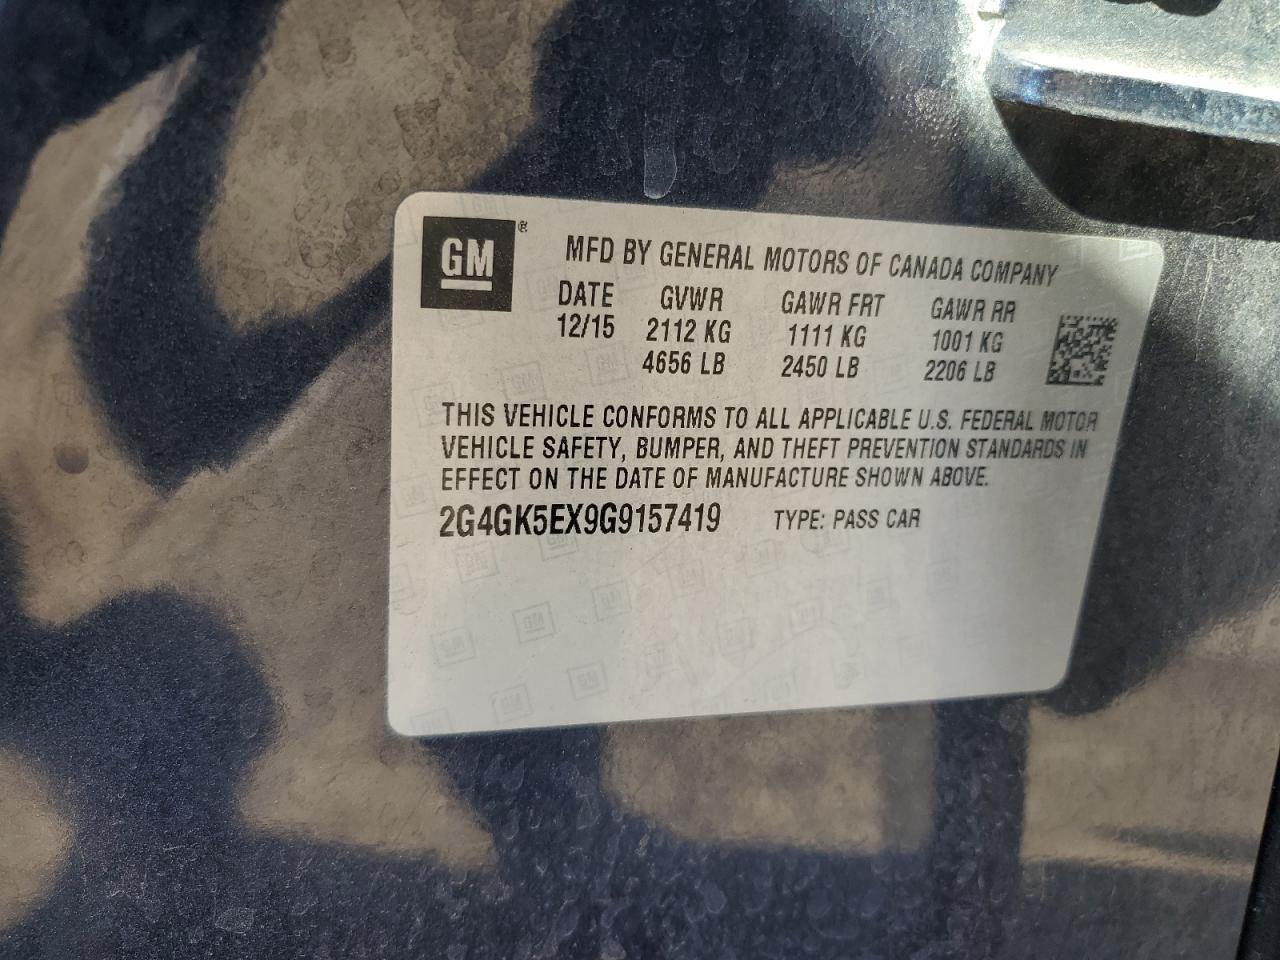 GM ®
MFD BY GENERAL MOTORS OF CANADA COMPANY
DATE GVWR GAWR FRT GAWR RR
12/15 2112 KG 1111 KG 1001 KG
4656 LB 2450 LB 2206 LB
THIS VEHICLE CONFORMS TO ALL APPLICABLE U.S. FEDERAL MOTOR
VEHICLE SAFETY, BUMPER, AND THEFT PREVENTION STANDARDS IN
EFFECT ON THE DATE OF MANUFACTURE SHOWN ABOVE.
2G4GK5EX9G9157419 TYPE: PASS CAR